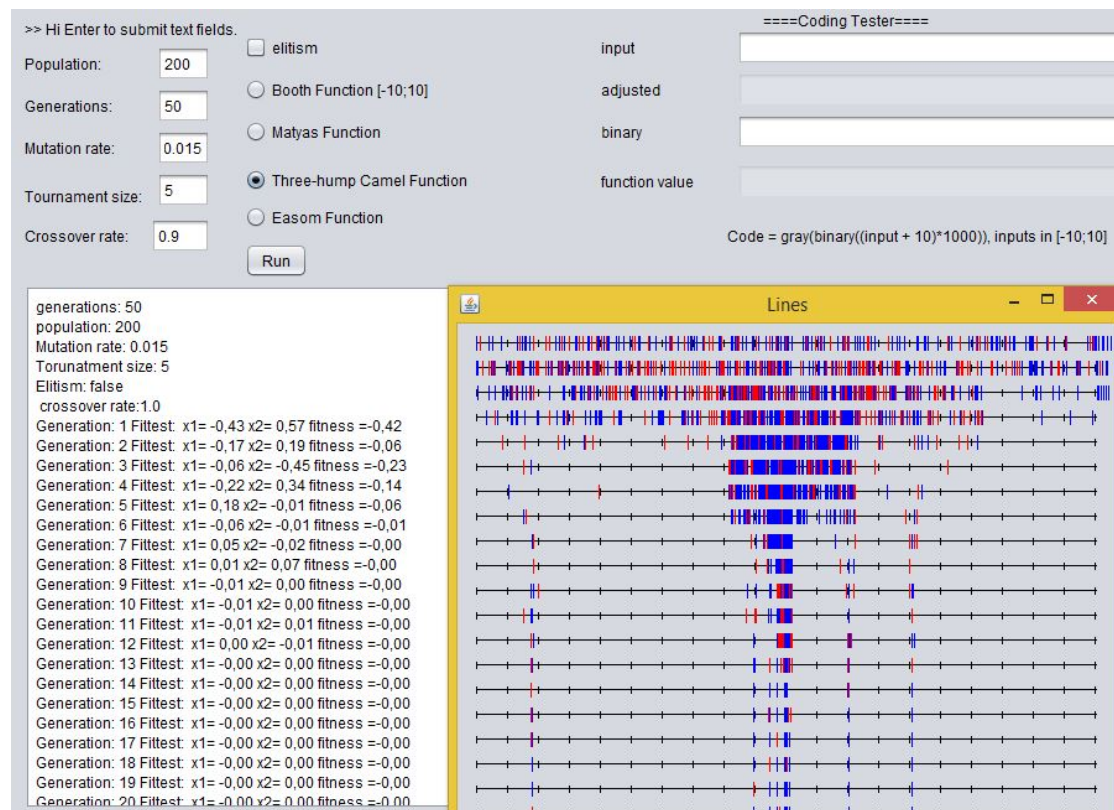 ====Coding Tester====
>> Hi Enter to submit text fields.
Population: 200
Generations: 50
Mutation rate: 0.015
Tournament size: 5
Crossover rate: 0.9
elitism
Booth Function [-10;10]
Matyas Function
Three-hump Camel Function
Easom Function
Run
input
adjusted
binary
function value
Code = gray(binary((input + 10)*1000)), inputs in [-10;10]
generations: 50
population: 200
Mutation rate: 0.015
Torunatment size: 5
Elitism: false
crossover rate:1.0
Generation: 1 Fittest: x1= -0,43 x2= 0,57 fitness =-0,42
Generation: 2 Fittest: x1= -0,17 x2= 0,19 fitness =-0,06
Generation: 3 Fittest: x1= -0,06 x2= -0,45 fitness =-0,23
Generation: 4 Fittest: x1= -0,22 x2= 0,34 fitness =-0,14
Generation: 5 Fittest: x1= 0,18 x2= -0,01 fitness =-0,06
Generation: 6 Fittest: x1= -0,06 x2= -0,01 fitness =-0,01
Generation: 7 Fittest: x1= 0,05 x2= -0,02 fitness =-0,00
Generation: 8 Fittest: x1= 0,01 x2= 0,07 fitness =-0,00
Generation: 9 Fittest: x1= -0,01 x2= 0,00 fitness =-0,00
Generation: 10 Fittest: x1= -0,01 x2= 0,00 fitness =-0,00
Generation: 11 Fittest: x1= -0,01 x2= 0,01 fitness =-0,00
Generation: 12 Fittest: x1= 0,00 x2= -0,01 fitness =-0,00
Generation: 13 Fittest: x1= -0,00 x2= 0,00 fitness =-0,00
Generation: 14 Fittest: x1= -0,00 x2= 0,00 fitness =-0,00
Generation: 15 Fittest: x1= -0,00 x2= 0,00 fitness =-0,00
Generation: 16 Fittest: x1= -0,00 x2= 0,00 fitness =-0,00
Generation: 17 Fittest: x1= -0,00 x2= 0,00 fitness =-0,00
Generation: 18 Fittest: x1= -0,00 x2= 0,00 fitness =-0,00
Generation: 19 Fittest: x1= -0,00 x2= 0,00 fitness =-0,00
Generation: 20 Fittest: x1= -0,00 x2= 0,00 fitness =-0,00
Lines